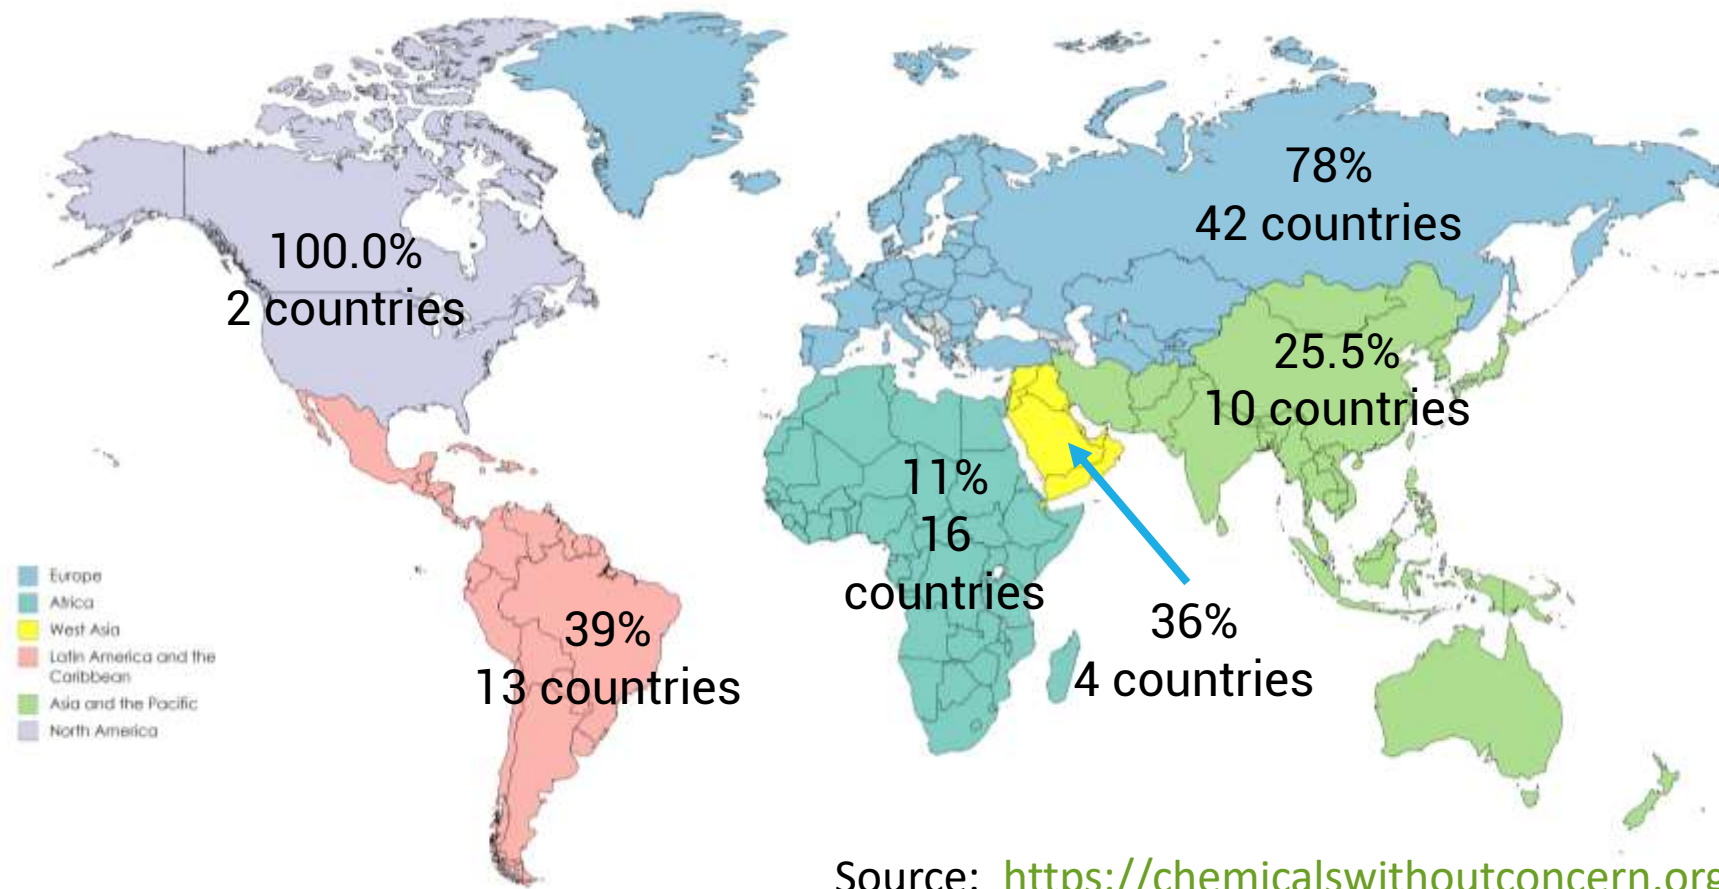 78%
42 countries
100.0%
2 countries
25.5%
10 countries
11%
16
countries
36%
4 countries
39%
13 countries
Europe
Africa
West Asia
Latin America and the
Caribbean
Asia and the Pacific
North America
Source: https://chemicalswithoutconcern.org